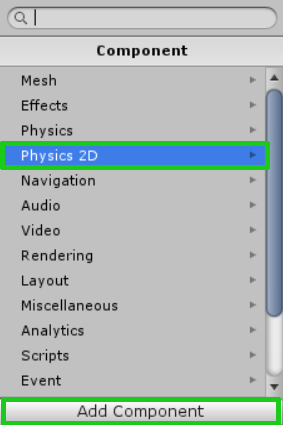 Component
Mesh
Effects
Physics
Physics 2D
Navigation
Audio
Video
Rendering
Layout
Miscellaneous
Analytics
Scripts
Event
Add Component